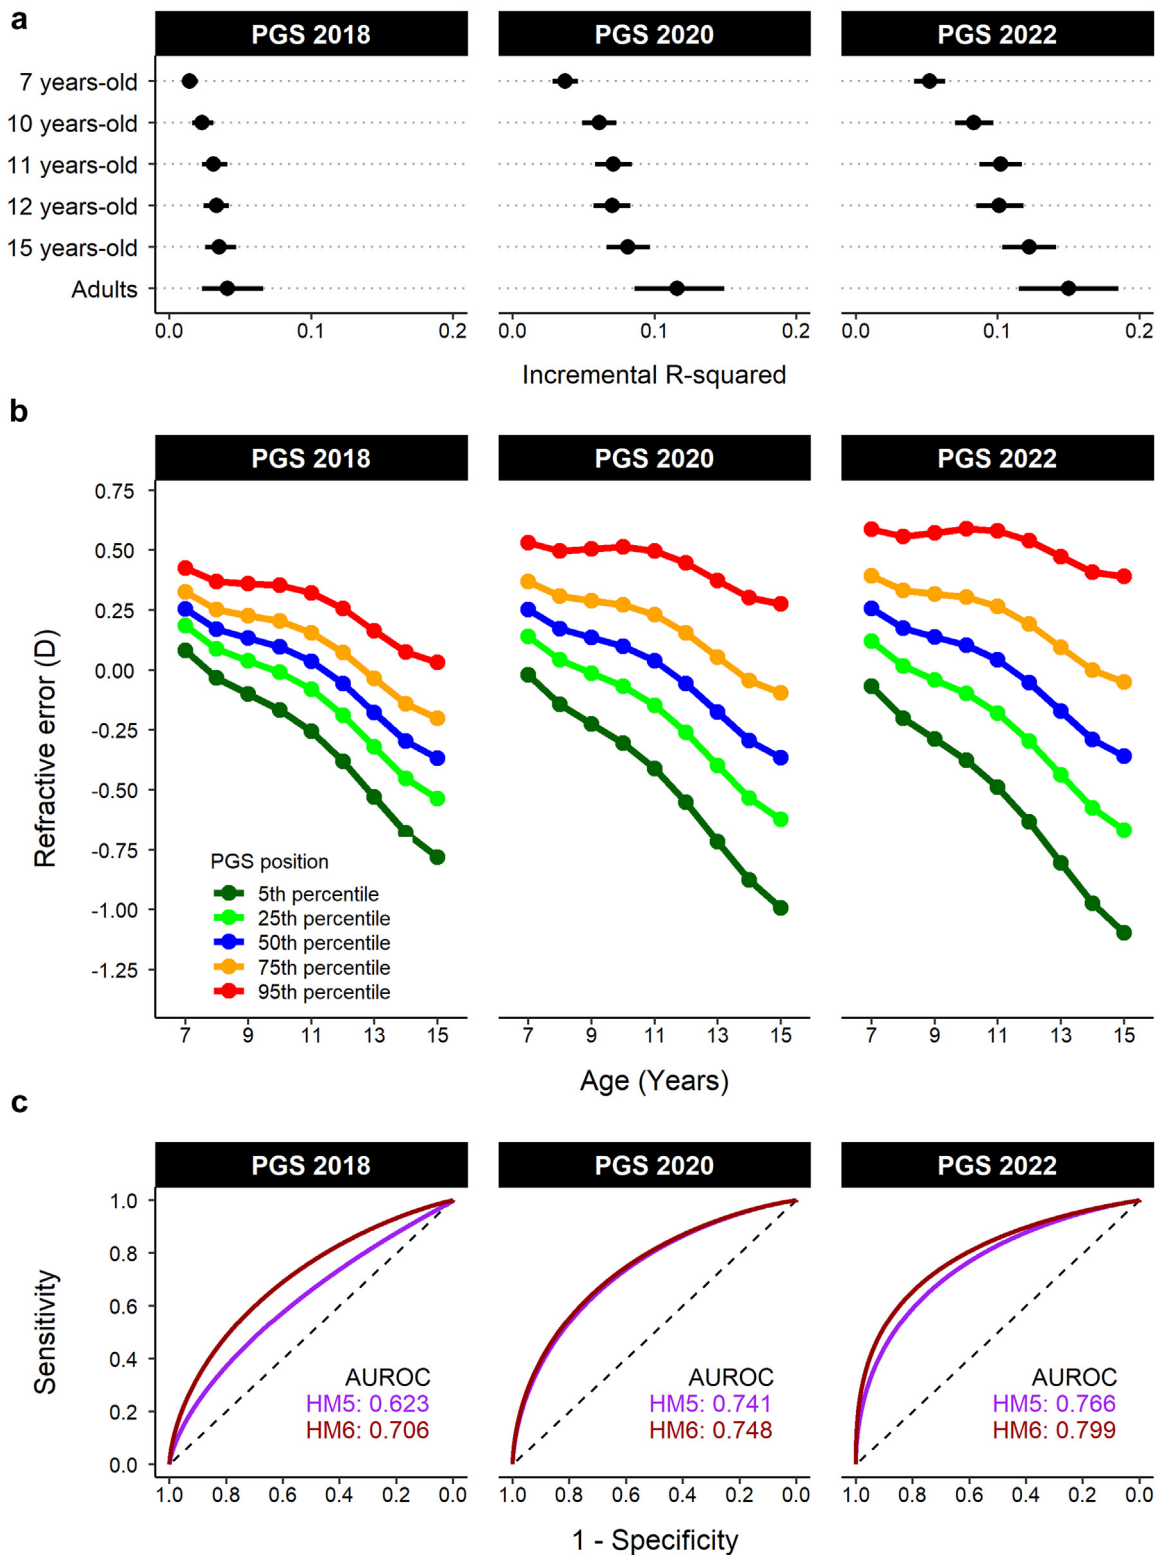 a
PGS 2018 PGS 2020 PGS 2022
7 years-old
10 years-old
11 years-old
12 years-old
15 years-old
Adults
0.0 0.1 0.2 0.0 0.1 0.2 0.0 0.1 0.2
Incremental R-squared
b
PGS 2018 PGS 2020 PGS 2022
Refractive error (D)
0.75
0.50
0.25
0.00
-0.25
-0.50
-0.75
-1.00
-1.25
PGS position
5th percentile
25th percentile
50th percentile
75th percentile
95th percentile
7 9 11 13 15 7 9 11 13 15 7 9 11 13 15
Age (Years)
c
PGS 2018 PGS 2020 PGS 2022
Sensitivity
1.0
0.8
0.6
0.4
0.2
0.0
AUROC
HM5: 0.623
HM6: 0.706
AUROC
HM5: 0.741
HM6: 0.748
AUROC
HM5: 0.766
HM6: 0.799
1.0 0.8 0.6 0.4 0.2 0.0 1.0 0.8 0.6 0.4 0.2 0.0 1.0 0.8 0.6 0.4 0.2 0.0
1 - Specificity